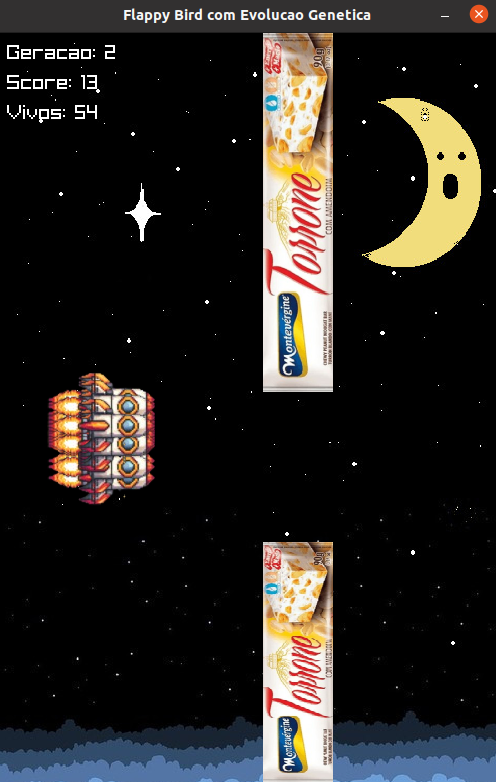 Flappy Bird com Evolucao Genetica
Geracao: 2
Score: 13
Vivos: 54
90g
Torrone
COM AMENDOIM
Montevérgine
90g
Torrone
COM AMENDOIM
Montevérgine